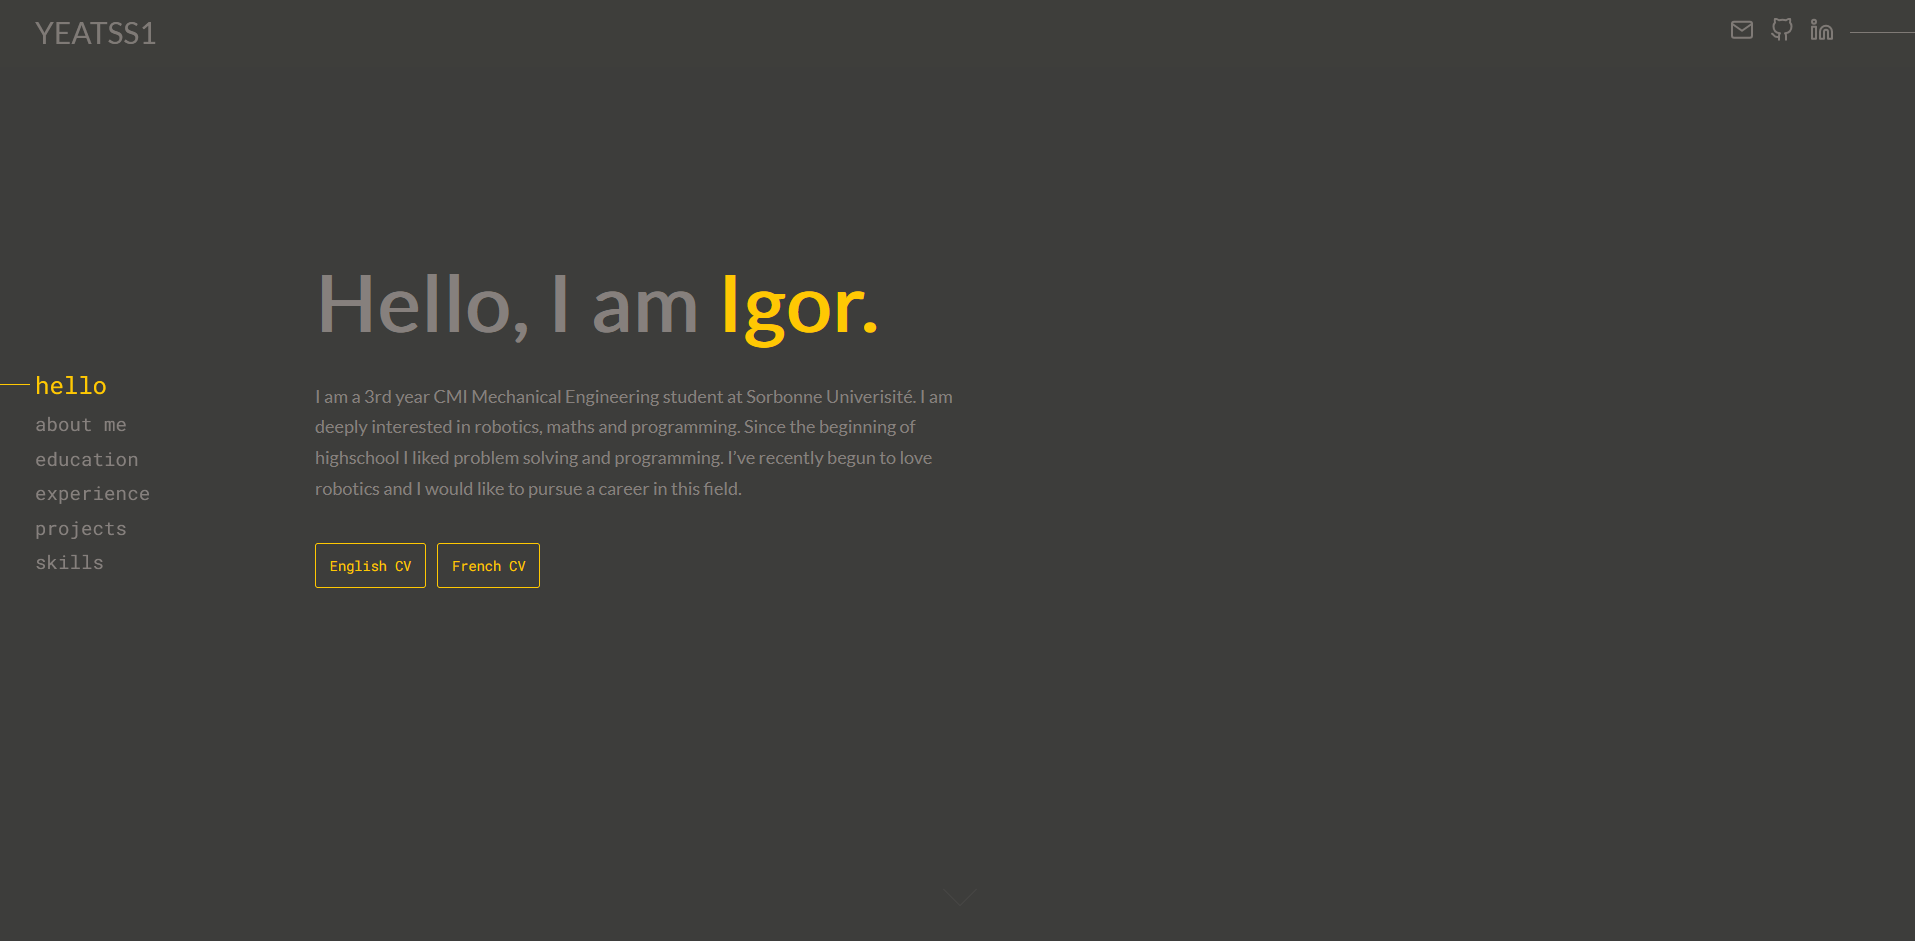 YEATSS1
Hello, I am Igor.
hello
about me
education
experience
projects
skills
I am a 3rd year CMI Mechanical Engineering student at Sorbonne Univerisité. I am
deeply interested in robotics, maths and programming. Since the beginning of
highschool I liked problem solving and programming. I've recently begun to love
robotics and I would like to pursue a career in this field.
English CV
French CV